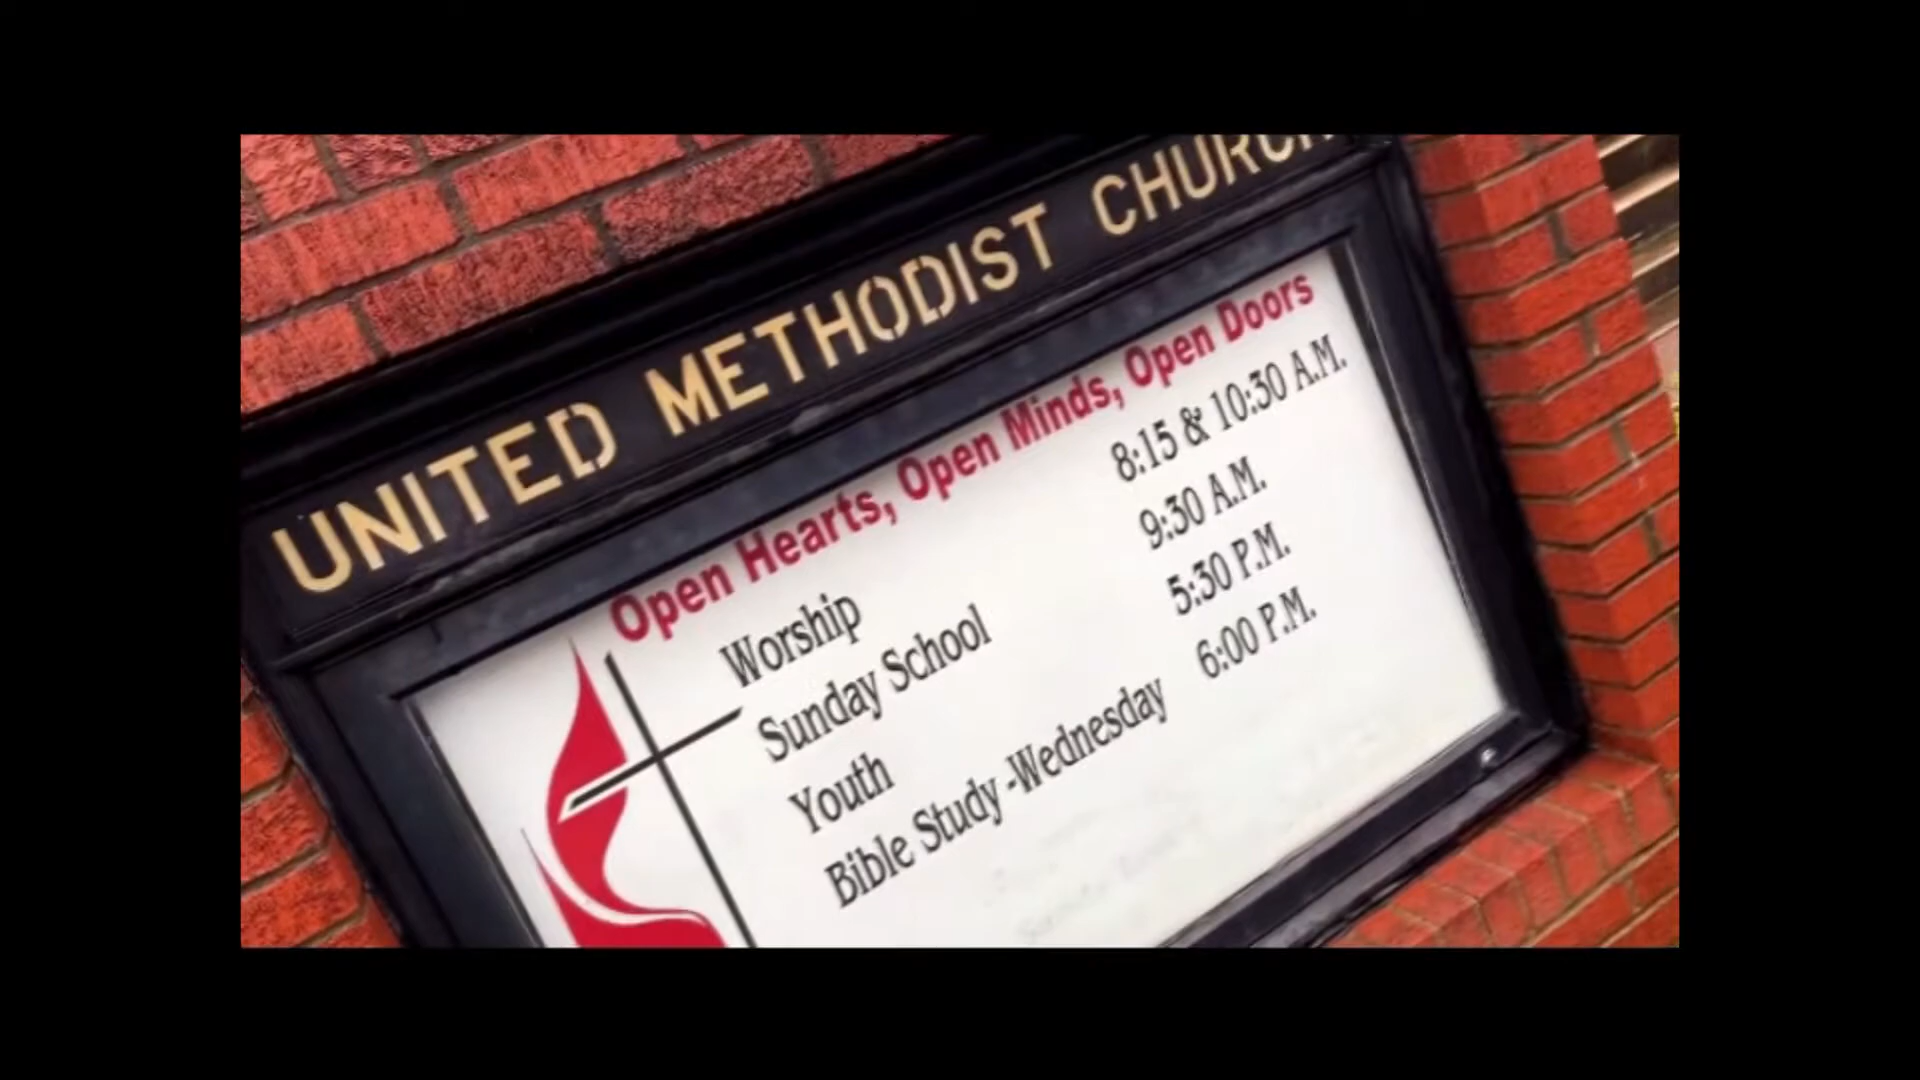 UNITED METHODIST CHURCH
Open Hearts, Open Minds, Open Doors
Worship 8:15 & 10:30 A.M.
Sunday School 9:30 A.M.
Youth 5:30 P.M.
Bible Study -Wednesday 6:00 P.M.